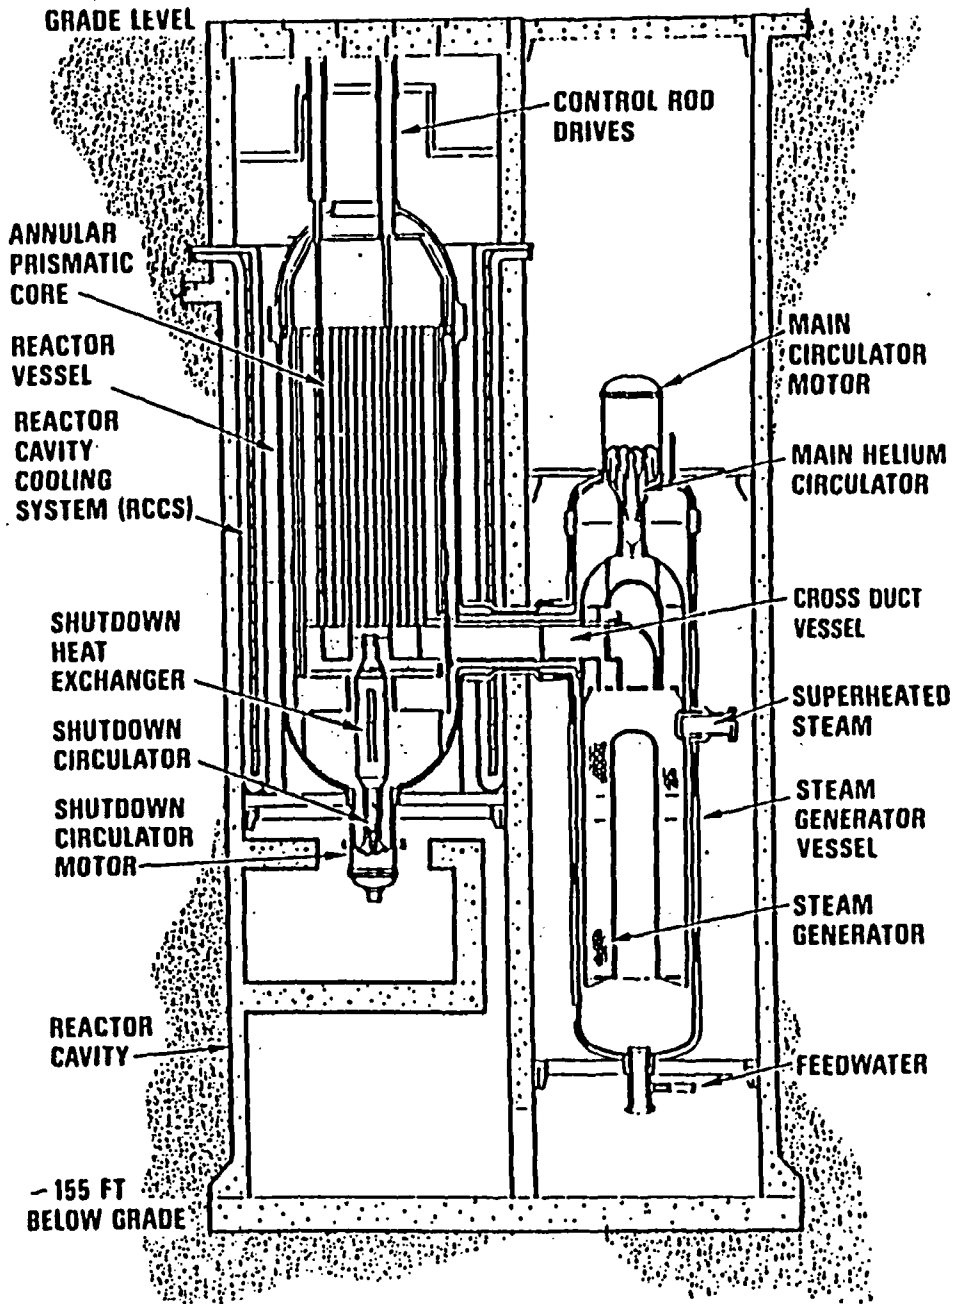 GRADE LEVEL
CONTROL ROD
DRIVES
ANNULAR
PRISMATIC
CORE
REACTOR
VESSEL
REACTOR
CAVITY
COOLING
SYSTEM (RCCS)
MAIN
CIRCULATOR
MOTOR
MAIN HELIUM
CIRCULATOR
CROSS DUCT
VESSEL
SHUTDOWN
HEAT
EXCHANGER
SUPERHEATED
STEAM
SHUTDOWN
CIRCULATOR
STEAM
GENERATOR
VESSEL
SHUTDOWN
CIRCULATOR
MOTOR
STEAM
GENERATOR
REACTOR
CAVITY
FEEDWATER
~155 FT
BELOW GRADE